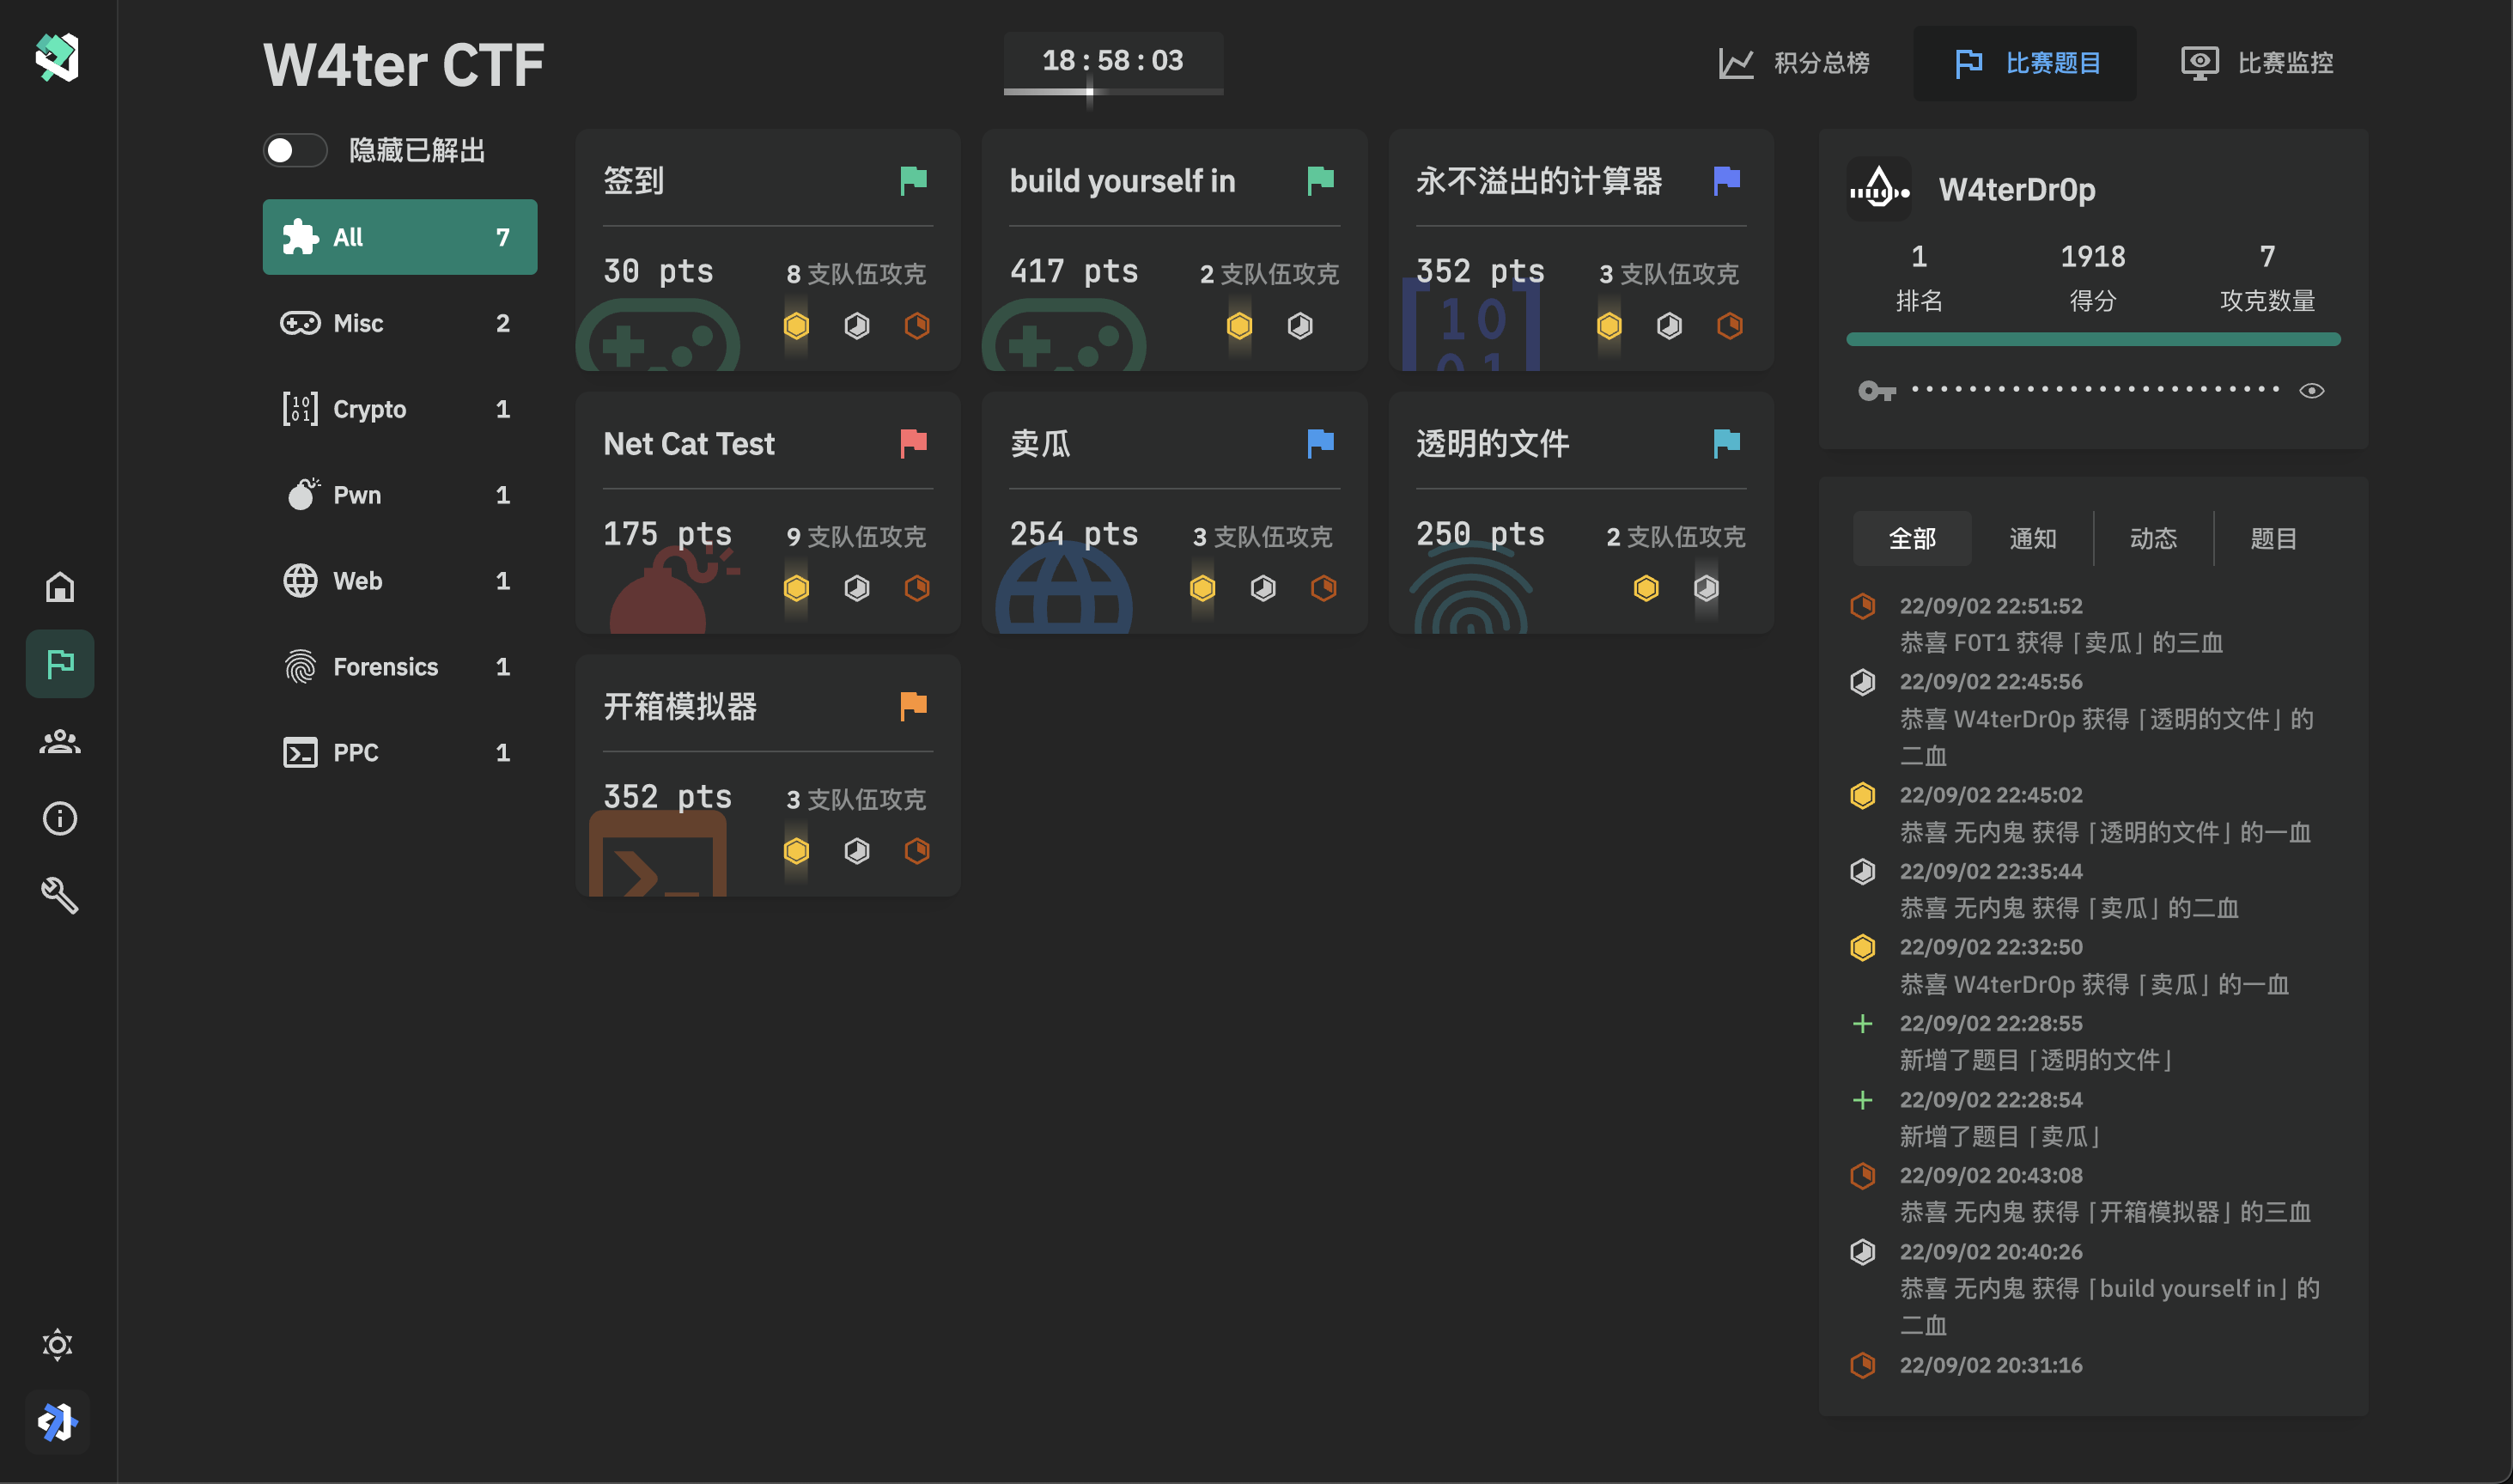 W4ter CTF
18 : 58 : 03
积分总榜
比赛题目
比赛监控
隐藏已解出
All 7
Misc 2
Crypto 1
Pwn 1
Web 1
Forensics 1
PPC 1
签到
30 pts 8 支队伍攻克
build yourself in
417 pts 2 支队伍攻克
永不溢出的计算器
352 pts 3 支队伍攻克
Net Cat Test
175 pts 9 支队伍攻克
卖瓜
254 pts 3 支队伍攻克
透明的文件
250 pts 2 支队伍攻克
开箱模拟器
352 pts 3 支队伍攻克
W4terDr0p
1 1918 7
排名 得分 攻克数量
全部 通知 动态 题目
22/09/02 22:51:52
恭喜 F0T1 获得「卖瓜」的三血
22/09/02 22:45:56
恭喜 W4terDr0p 获得「透明的文件」的
二血
22/09/02 22:45:02
恭喜 无内鬼 获得「透明的文件」的一血
22/09/02 22:35:44
恭喜 无内鬼 获得「卖瓜」的二血
22/09/02 22:32:50
恭喜 W4terDr0p 获得「卖瓜」的一血
22/09/02 22:28:55
新增了题目「透明的文件」
22/09/02 22:28:54
新增了题目「卖瓜」
22/09/02 20:43:08
恭喜 无内鬼 获得「开箱模拟器」的三血
22/09/02 20:40:26
恭喜 无内鬼 获得「build yourself in」的
二血
22/09/02 20:31:16